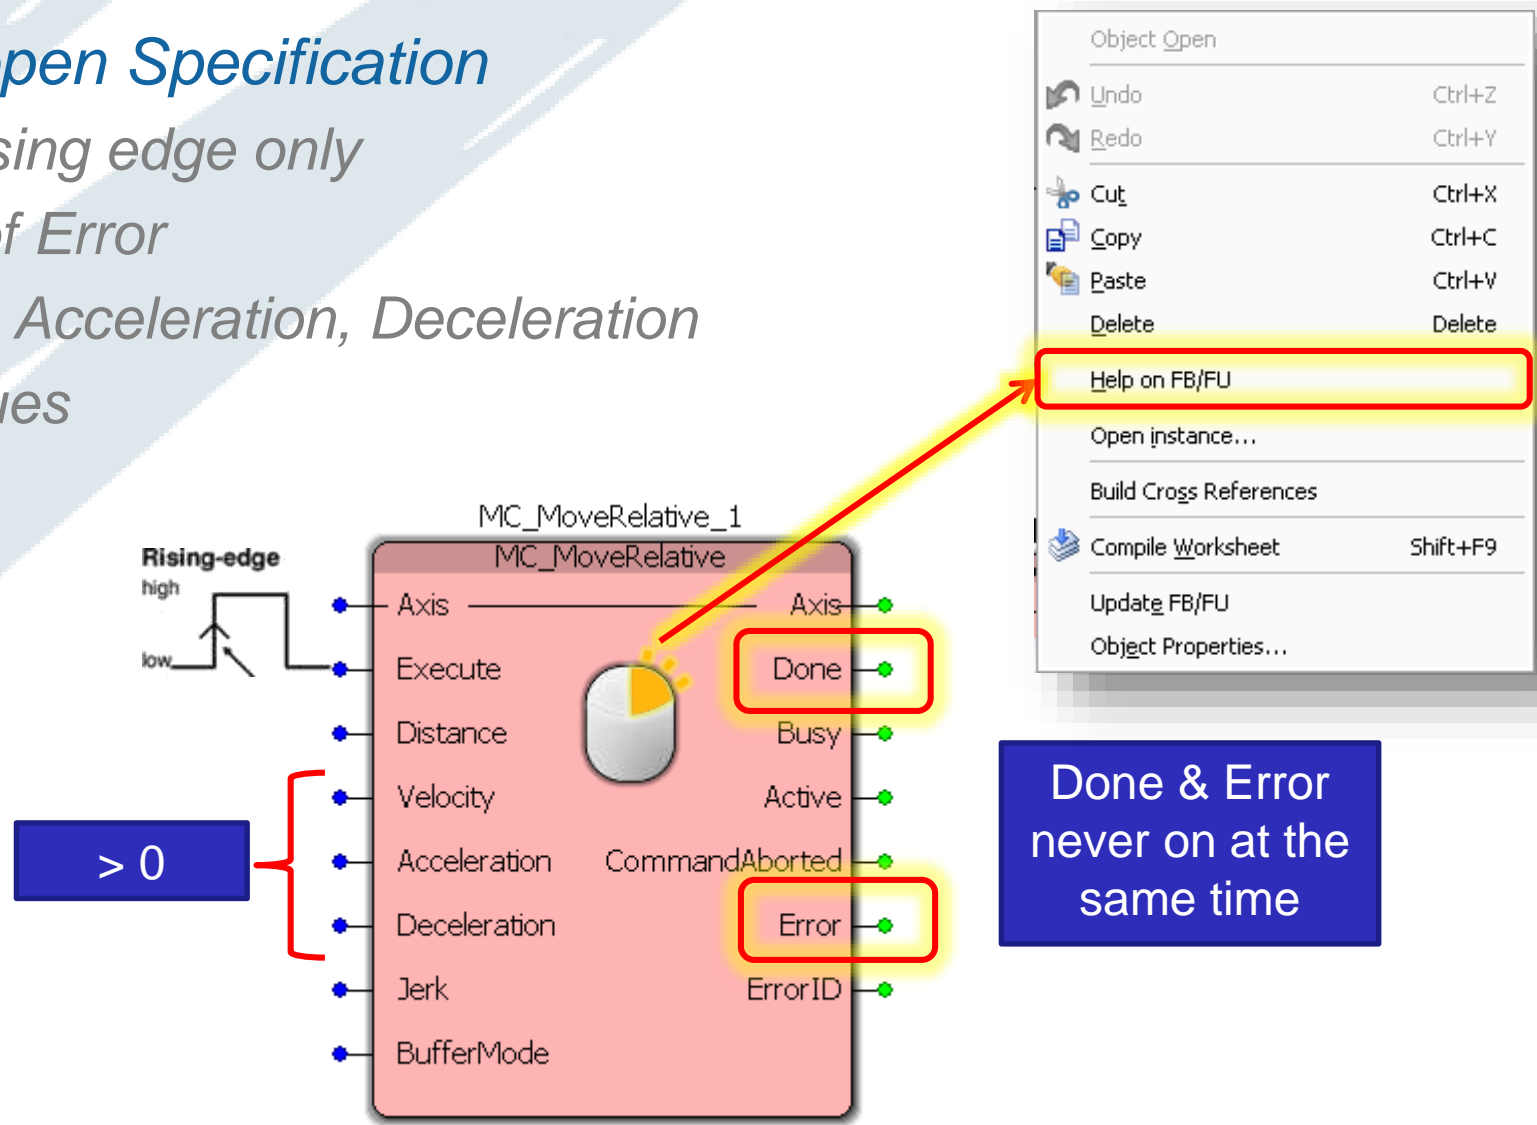 pen Specification
sing edge only
f Error
Acceleration, Deceleration
ues
Object Open
Undo Ctrl+Z
Redo Ctrl+Y
Cut Ctrl+X
Copy Ctrl+C
Paste Ctrl+V
Delete Delete
Help on FB/FU
Open instance...
Build Cross References
Compile Worksheet Shift+F9
Update FB/FU
Object Properties...
MC_MoveRelative_1
MC_MoveRelative
Rising-edge
high
low
Axis Axis
Execute Done
Distance Busy
Velocity Active
Acceleration CommandAborted
Deceleration Error
Jerk ErrorID
BufferMode
> 0
Done & Error
never on at the
same time